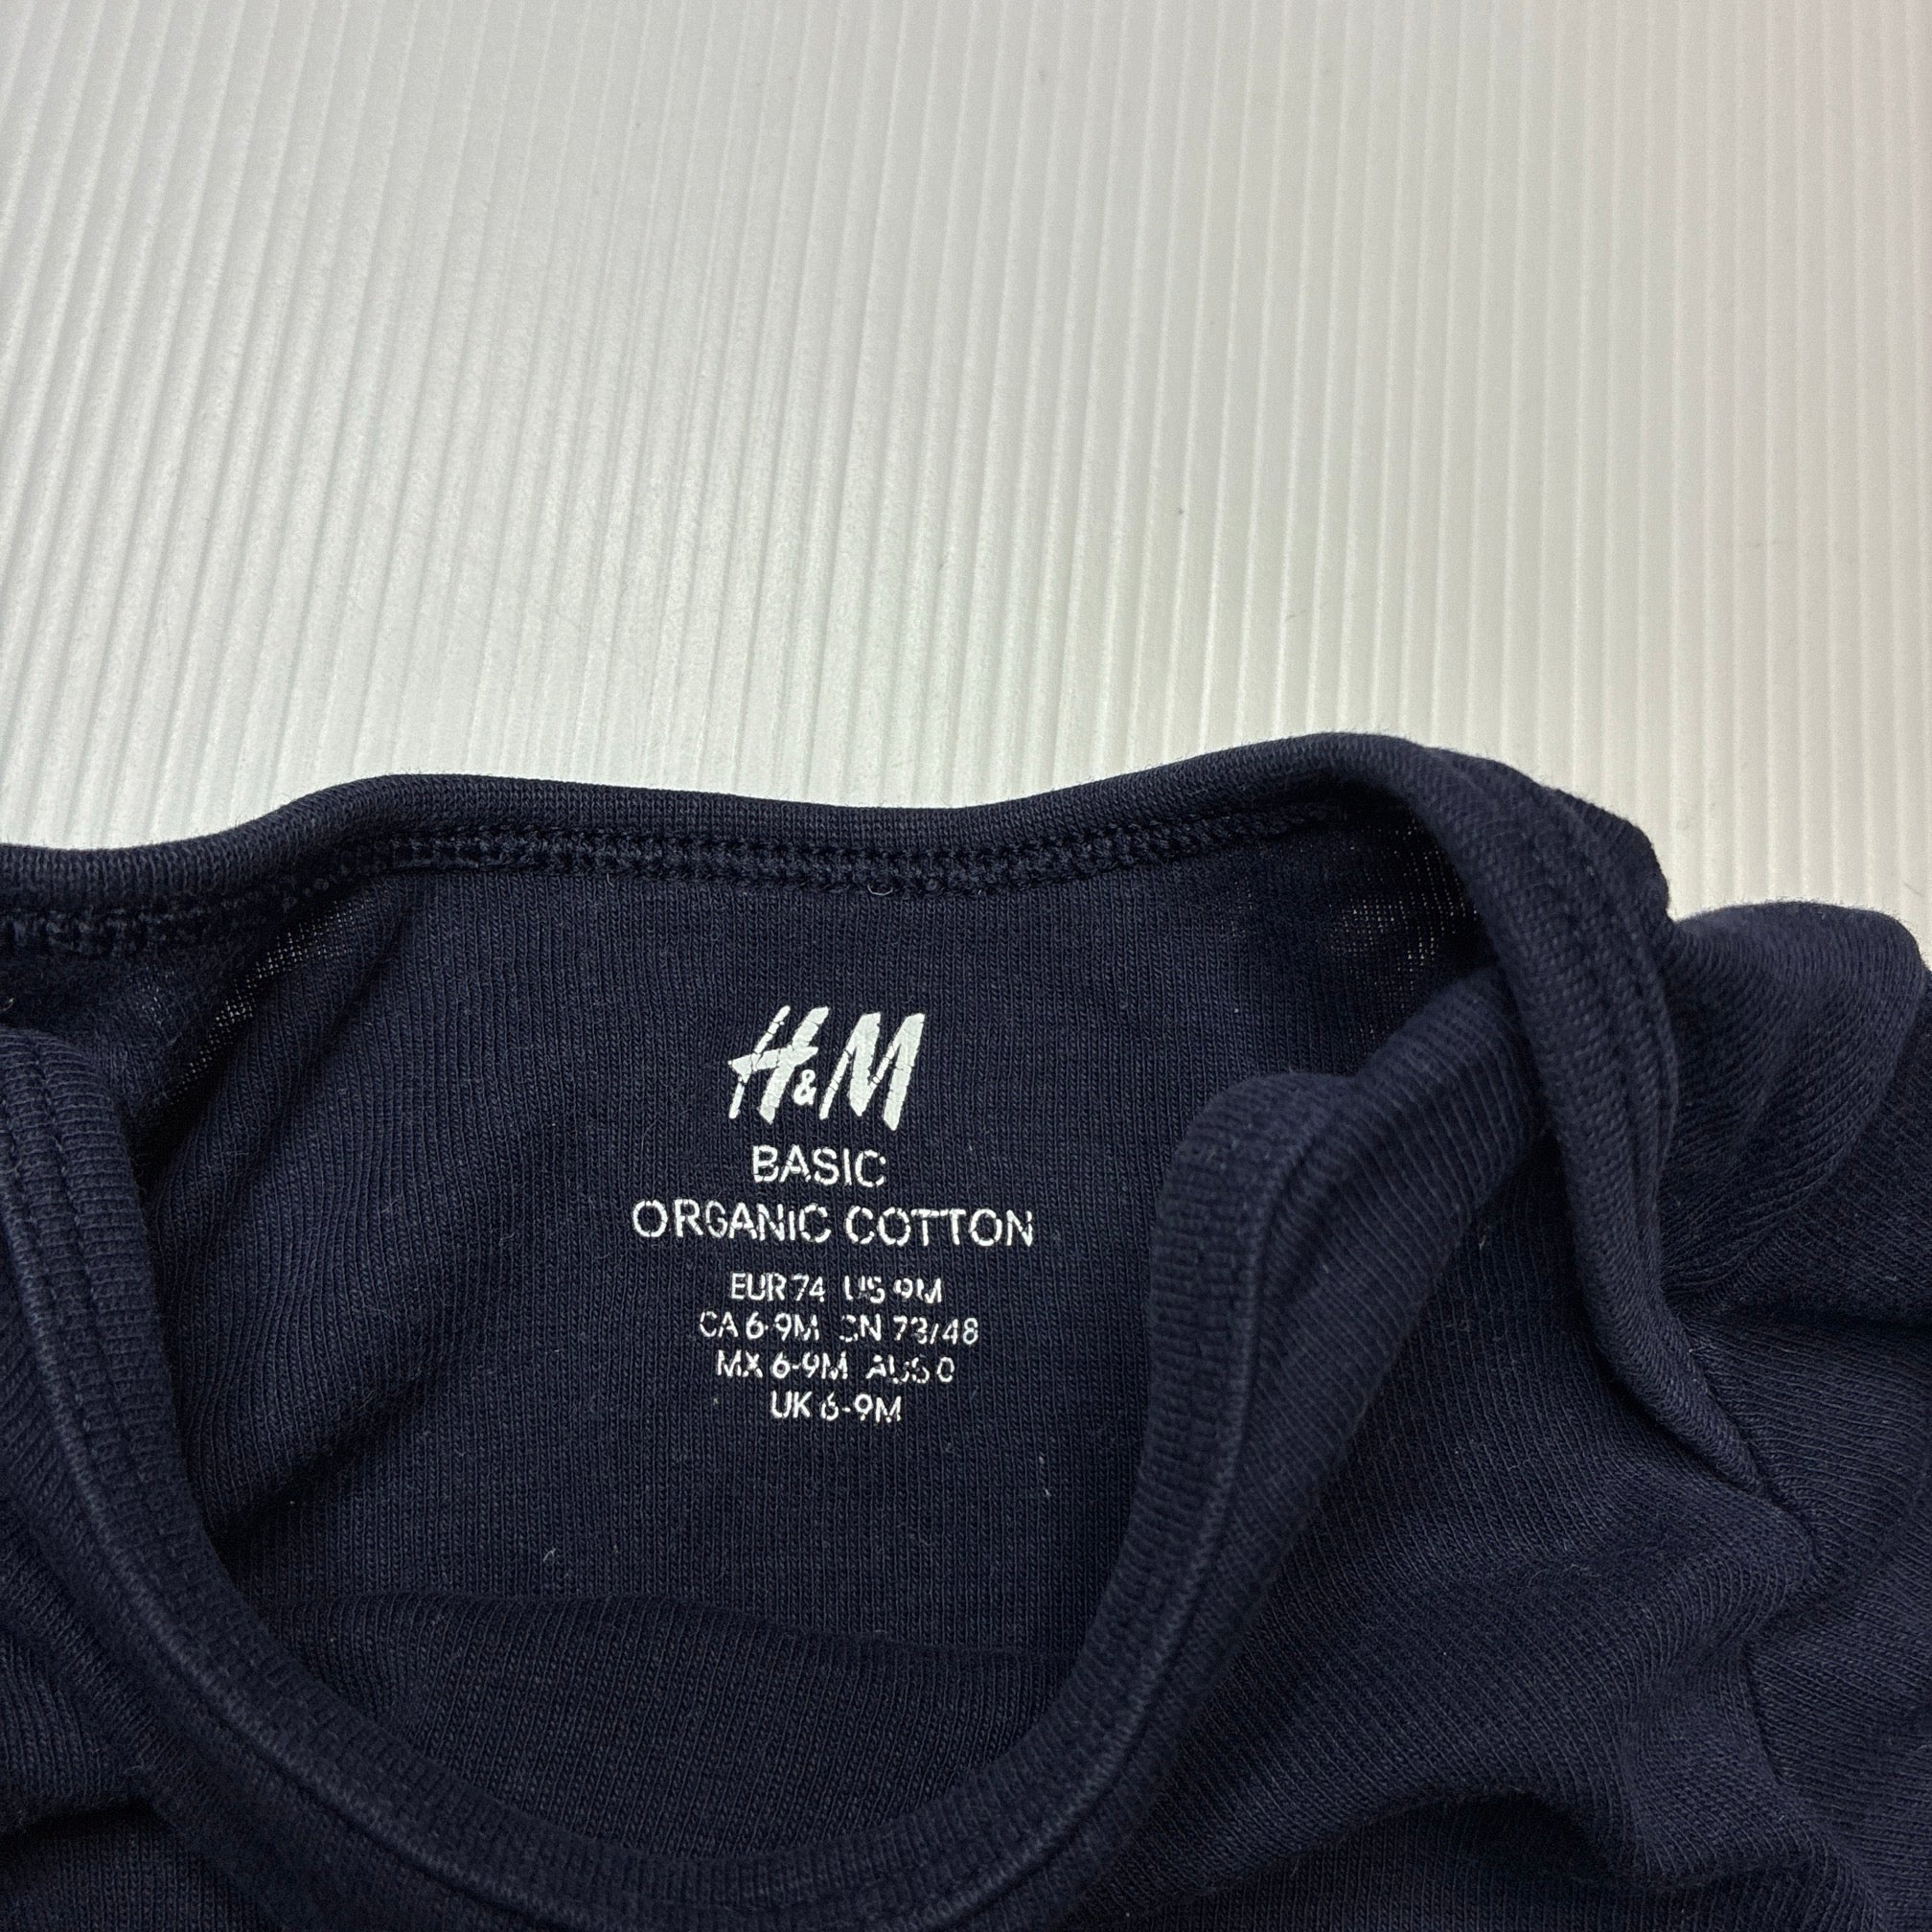 H&M
BASIC
ORGANIC COTTON
EUR 74 US 9M
CA 6-9M CN 73/48
MX 6-9M AUS 0
UK 6-9M